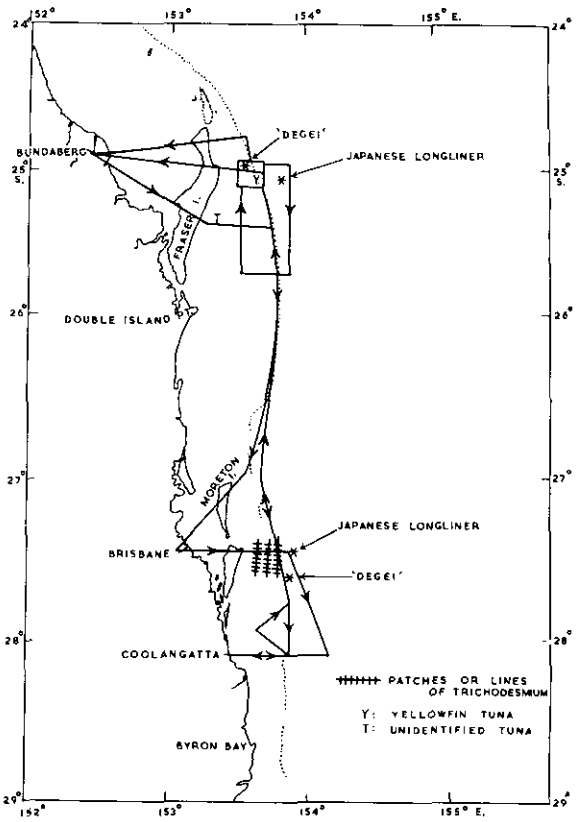 152° 153° 154° 155° E.
24° 24°
'DEGEI'
BUNDABERG
JAPANESE LONGLINER
25° 25°
S. S.
Y
T
FRASER I.
26° 26°
DOUBLE ISLAND
27° 27°
MORETON I.
JAPANESE LONGLINER
BRISBANE
'DEGEI'
28° 28°
COOLANGATTA
PATCHES OR LINES
OF TRICHODESMIUM
Y: YELLOWFIN TUNA
T: UNIDENTIFIED TUNA
BYRON BAY
29° 29°
152° 153° 154° 155° E.